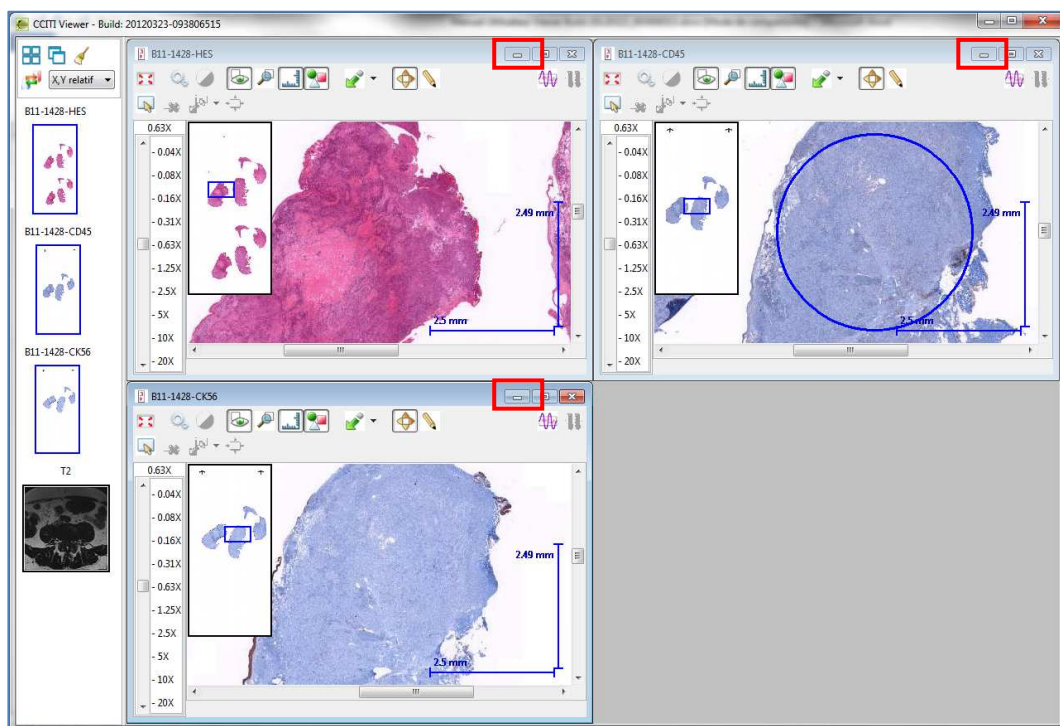 CCITI Viewer - Build: 20120323-093806515
X,Y relatif
B11-1428-HES
B11-1428-CD45
B11-1428-CK56
T2
B11-1428-HES
0.63X
- 0.04X
- 0.08X
- 0.16X
- 0.31X
- 0.63X
- 1.25X
- 2.5X
- 5X
- 10X
- 20X
2.49 mm
2.5 mm
B11-1428-CD45
0.63X
- 0.04X
- 0.08X
- 0.16X
- 0.31X
- 0.63X
- 1.25X
- 2.5X
- 5X
- 10X
- 20X
2.49 mm
2.5 mm
B11-1428-CK56
0.63X
- 0.04X
- 0.08X
- 0.16X
- 0.31X
- 0.63X
- 1.25X
- 2.5X
- 5X
- 10X
- 20X
2.49 mm
2.5 mm